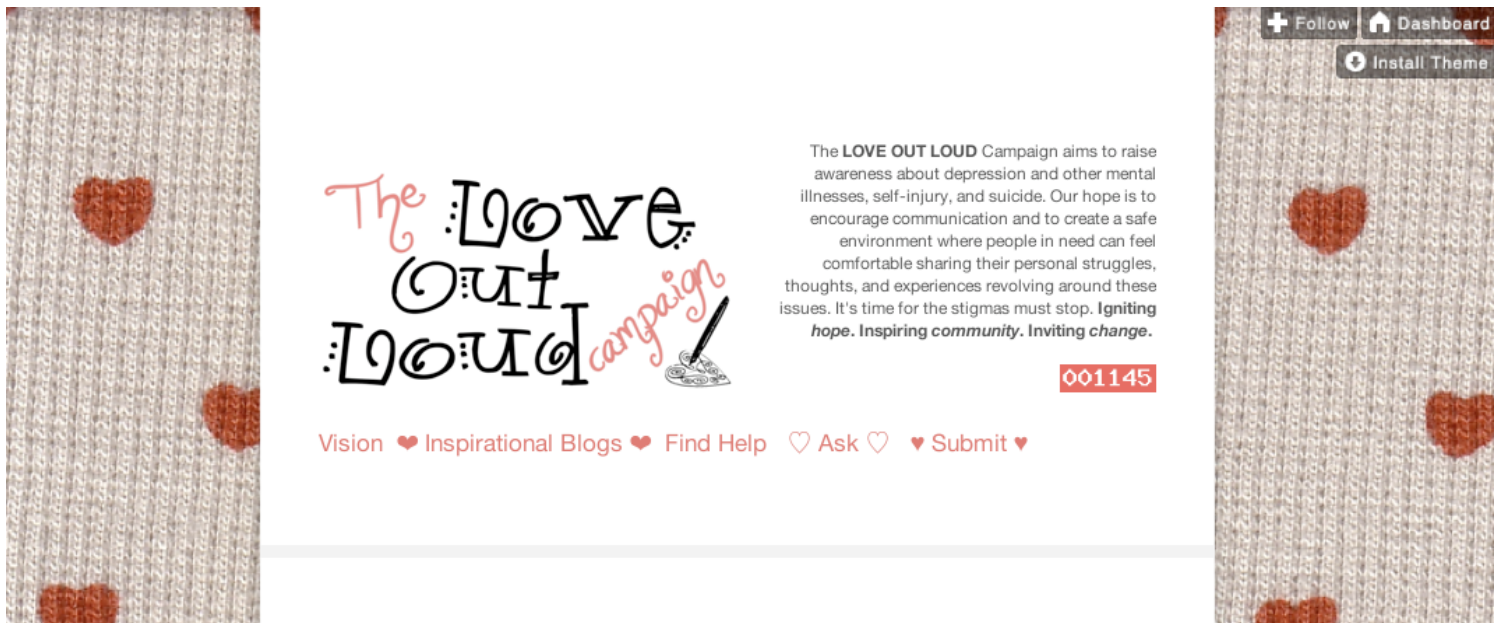 Follow
Dashboard
Install Theme
The Love
Out
Loud campaign
The LOVE OUT LOUD Campaign aims to raise
awareness about depression and other mental
illnesses, self-injury, and suicide. Our hope is to
encourage communication and to create a safe
environment where people in need can feel
comfortable sharing their personal struggles,
thoughts, and experiences revolving around these
issues. It's time for the stigmas must stop. Igniting
hope. Inspiring community. Inviting change.
001145
Vision ❤ Inspirational Blogs ❤ Find Help ♡ Ask ♡ ♥ Submit ♥